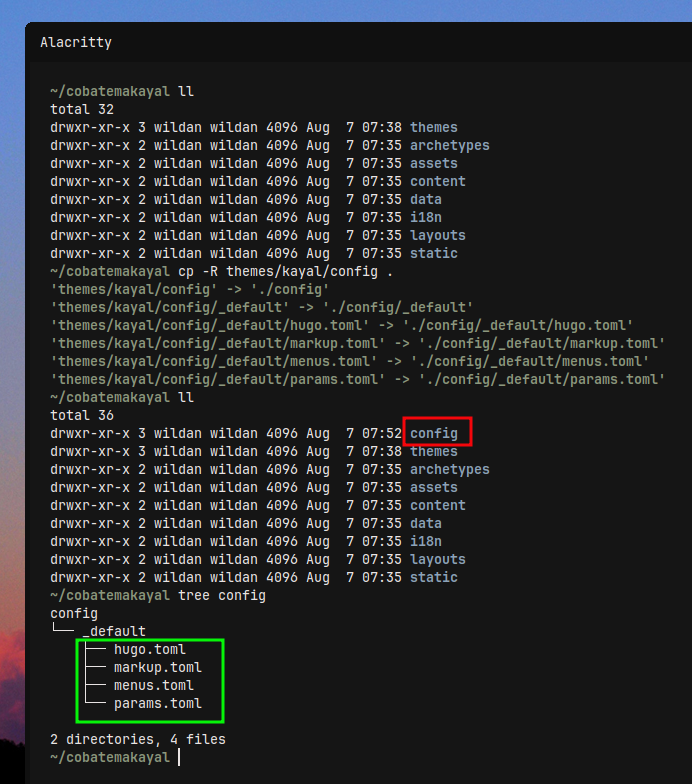 Alacritty
~/cobatemakayal ll
total 32
drwxr-xr-x 3 wildan wildan 4096 Aug  7 07:38 themes
drwxr-xr-x 2 wildan wildan 4096 Aug  7 07:35 archetypes
drwxr-xr-x 2 wildan wildan 4096 Aug  7 07:35 assets
drwxr-xr-x 2 wildan wildan 4096 Aug  7 07:35 content
drwxr-xr-x 2 wildan wildan 4096 Aug  7 07:35 data
drwxr-xr-x 2 wildan wildan 4096 Aug  7 07:35 i18n
drwxr-xr-x 2 wildan wildan 4096 Aug  7 07:35 layouts
drwxr-xr-x 2 wildan wildan 4096 Aug  7 07:35 static
~/cobatemakayal cp -R themes/kayal/config .
'themes/kayal/config' -> './config'
'themes/kayal/config/_default' -> './config/_default'
'themes/kayal/config/_default/hugo.toml' -> './config/_default/hugo.toml'
'themes/kayal/config/_default/markup.toml' -> './config/_default/markup.toml'
'themes/kayal/config/_default/menus.toml' -> './config/_default/menus.toml'
'themes/kayal/config/_default/params.toml' -> './config/_default/params.toml'
~/cobatemakayal ll
total 36
drwxr-xr-x 3 wildan wildan 4096 Aug  7 07:52 config
drwxr-xr-x 3 wildan wildan 4096 Aug  7 07:38 themes
drwxr-xr-x 2 wildan wildan 4096 Aug  7 07:35 archetypes
drwxr-xr-x 2 wildan wildan 4096 Aug  7 07:35 assets
drwxr-xr-x 2 wildan wildan 4096 Aug  7 07:35 content
drwxr-xr-x 2 wildan wildan 4096 Aug  7 07:35 data
drwxr-xr-x 2 wildan wildan 4096 Aug  7 07:35 i18n
drwxr-xr-x 2 wildan wildan 4096 Aug  7 07:35 layouts
drwxr-xr-x 2 wildan wildan 4096 Aug  7 07:35 static
~/cobatemakayal tree config
config
└── _default
    ├── hugo.toml
    ├── markup.toml
    ├── menus.toml
    └── params.toml
2 directories, 4 files
~/cobatemakayal